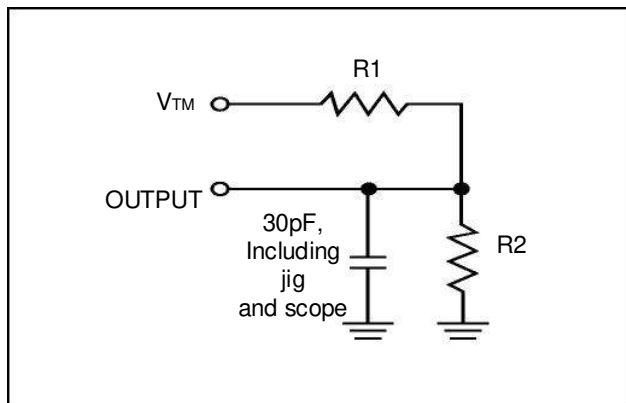 R1
VTM
OUTPUT
30pF,
Including
jig
and scope
R2